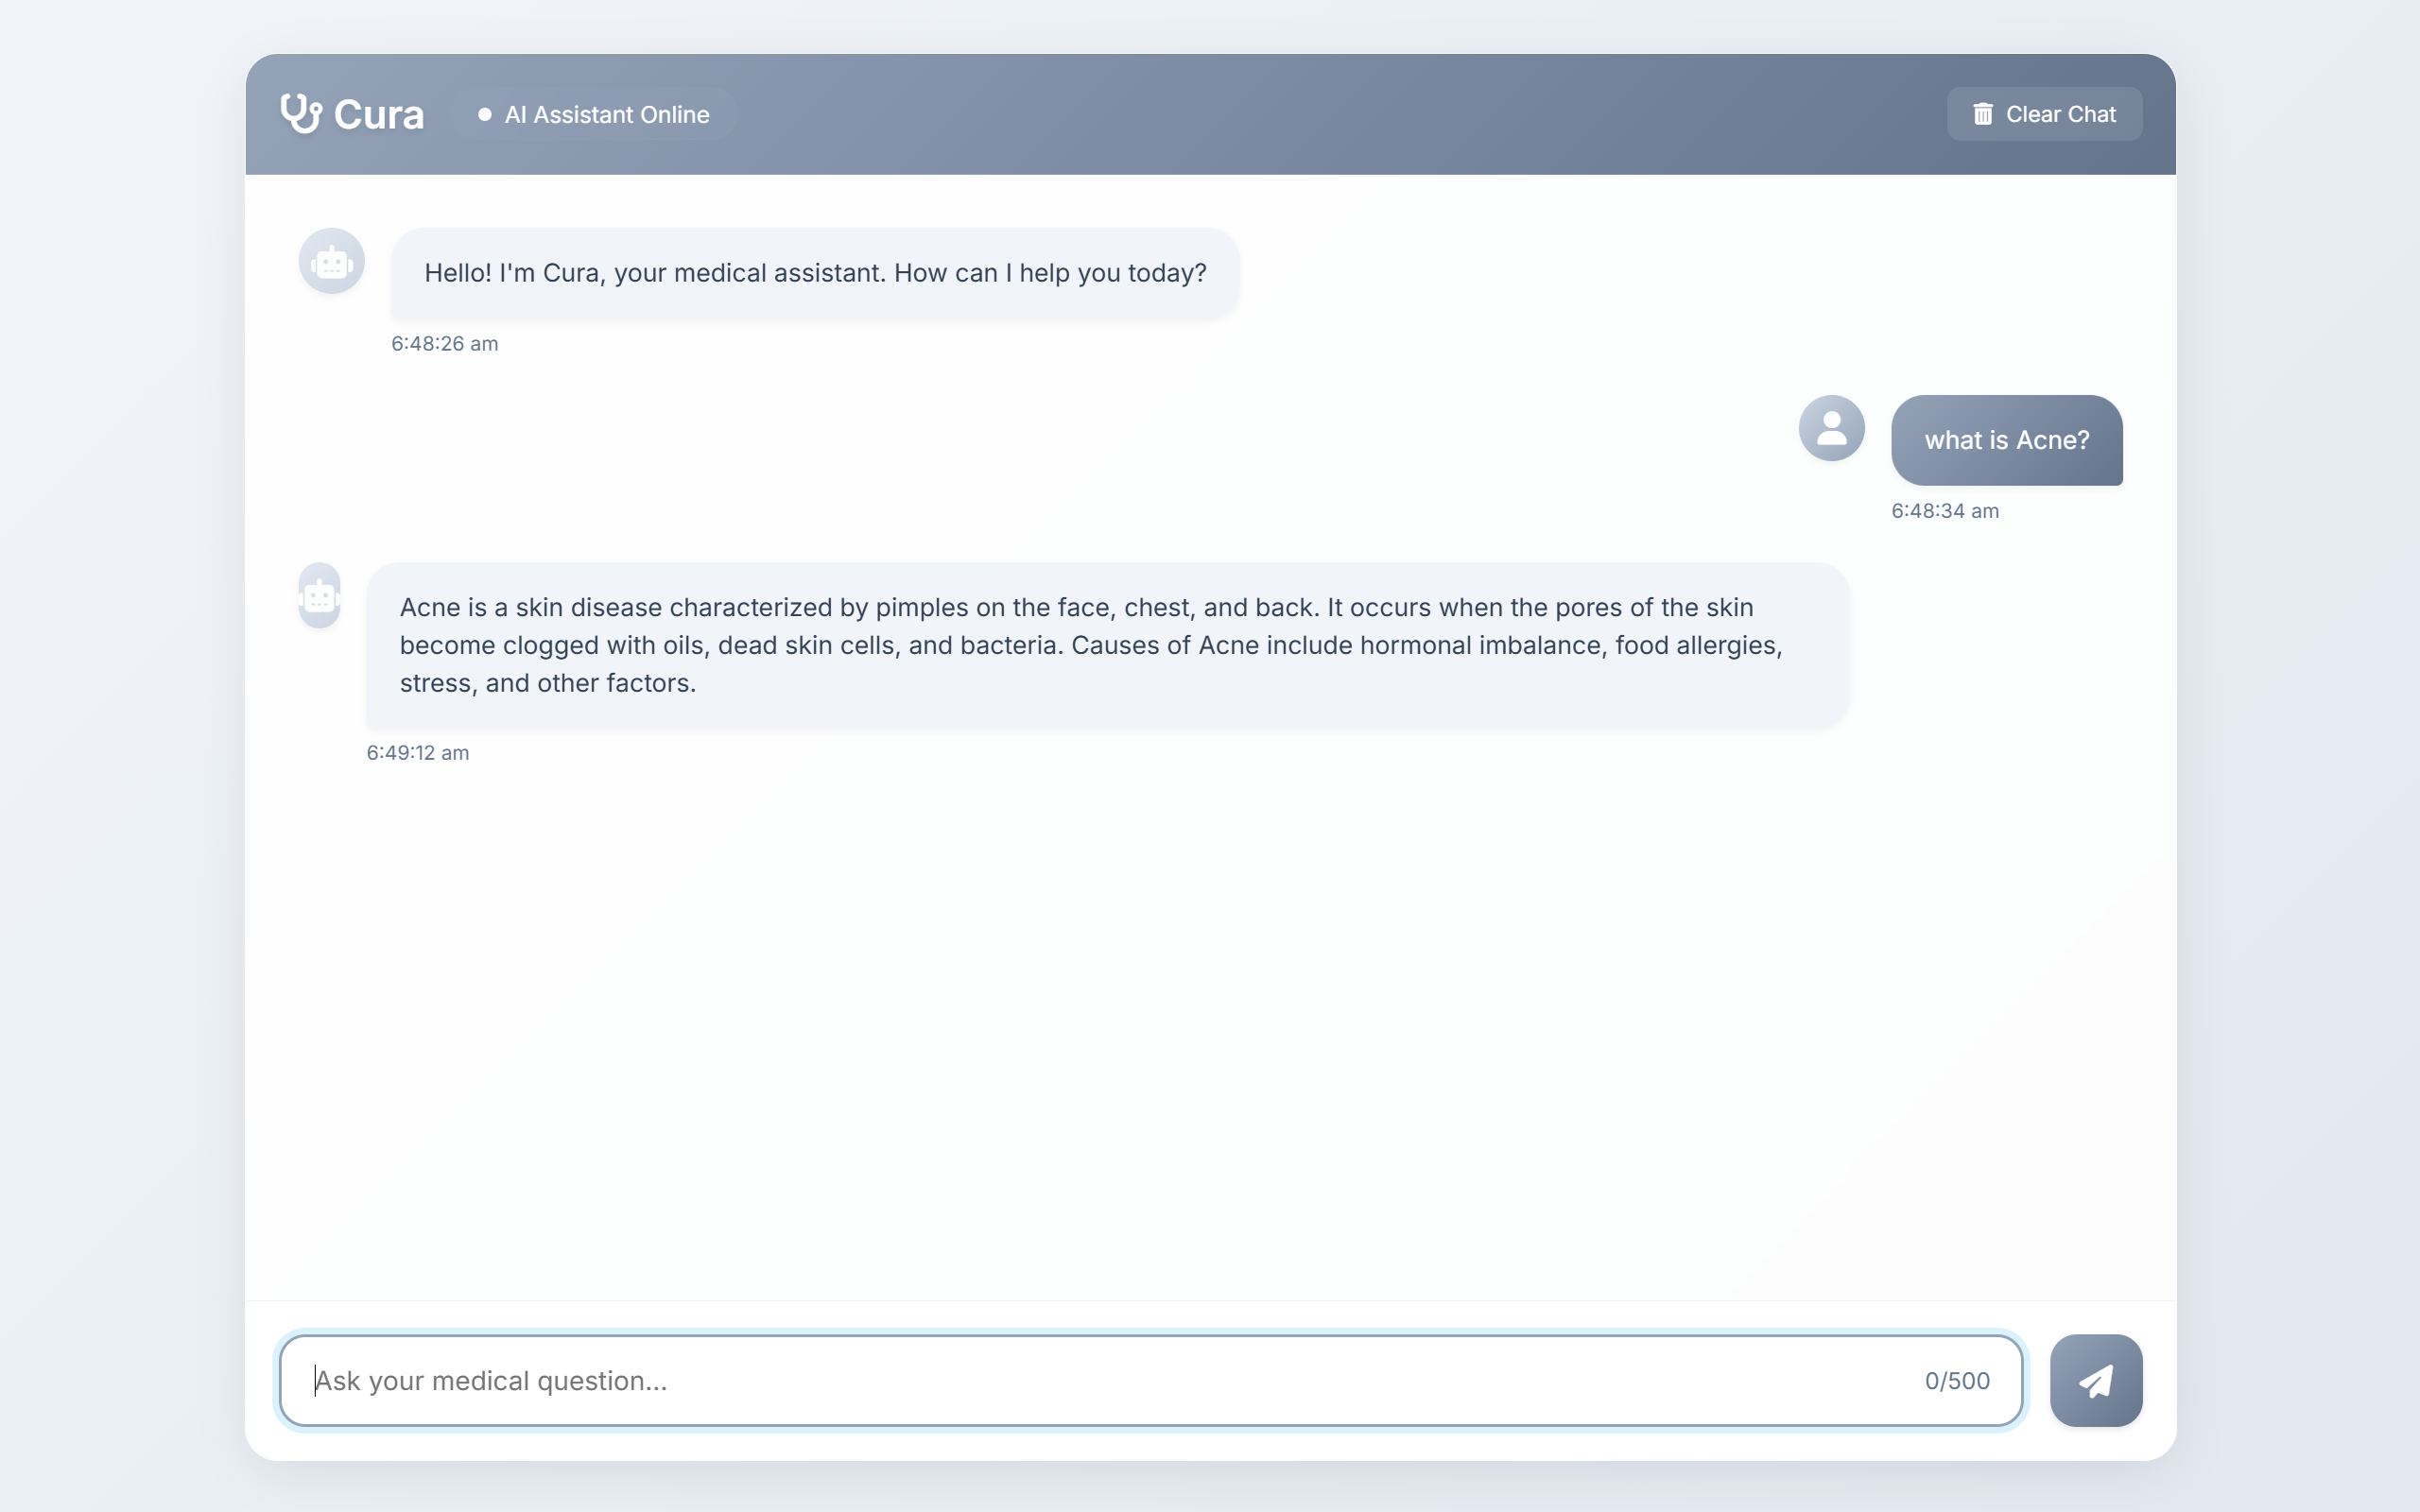 Cura
AI Assistant Online
Clear Chat
Hello! I'm Cura, your medical assistant. How can I help you today?
6:48:26 am
what is Acne?
6:48:34 am
Acne is a skin disease characterized by pimples on the face, chest, and back. It occurs when the pores of the skin
become clogged with oils, dead skin cells, and bacteria. Causes of Acne include hormonal imbalance, food allergies,
stress, and other factors.
6:49:12 am
Ask your medical question...
0/500